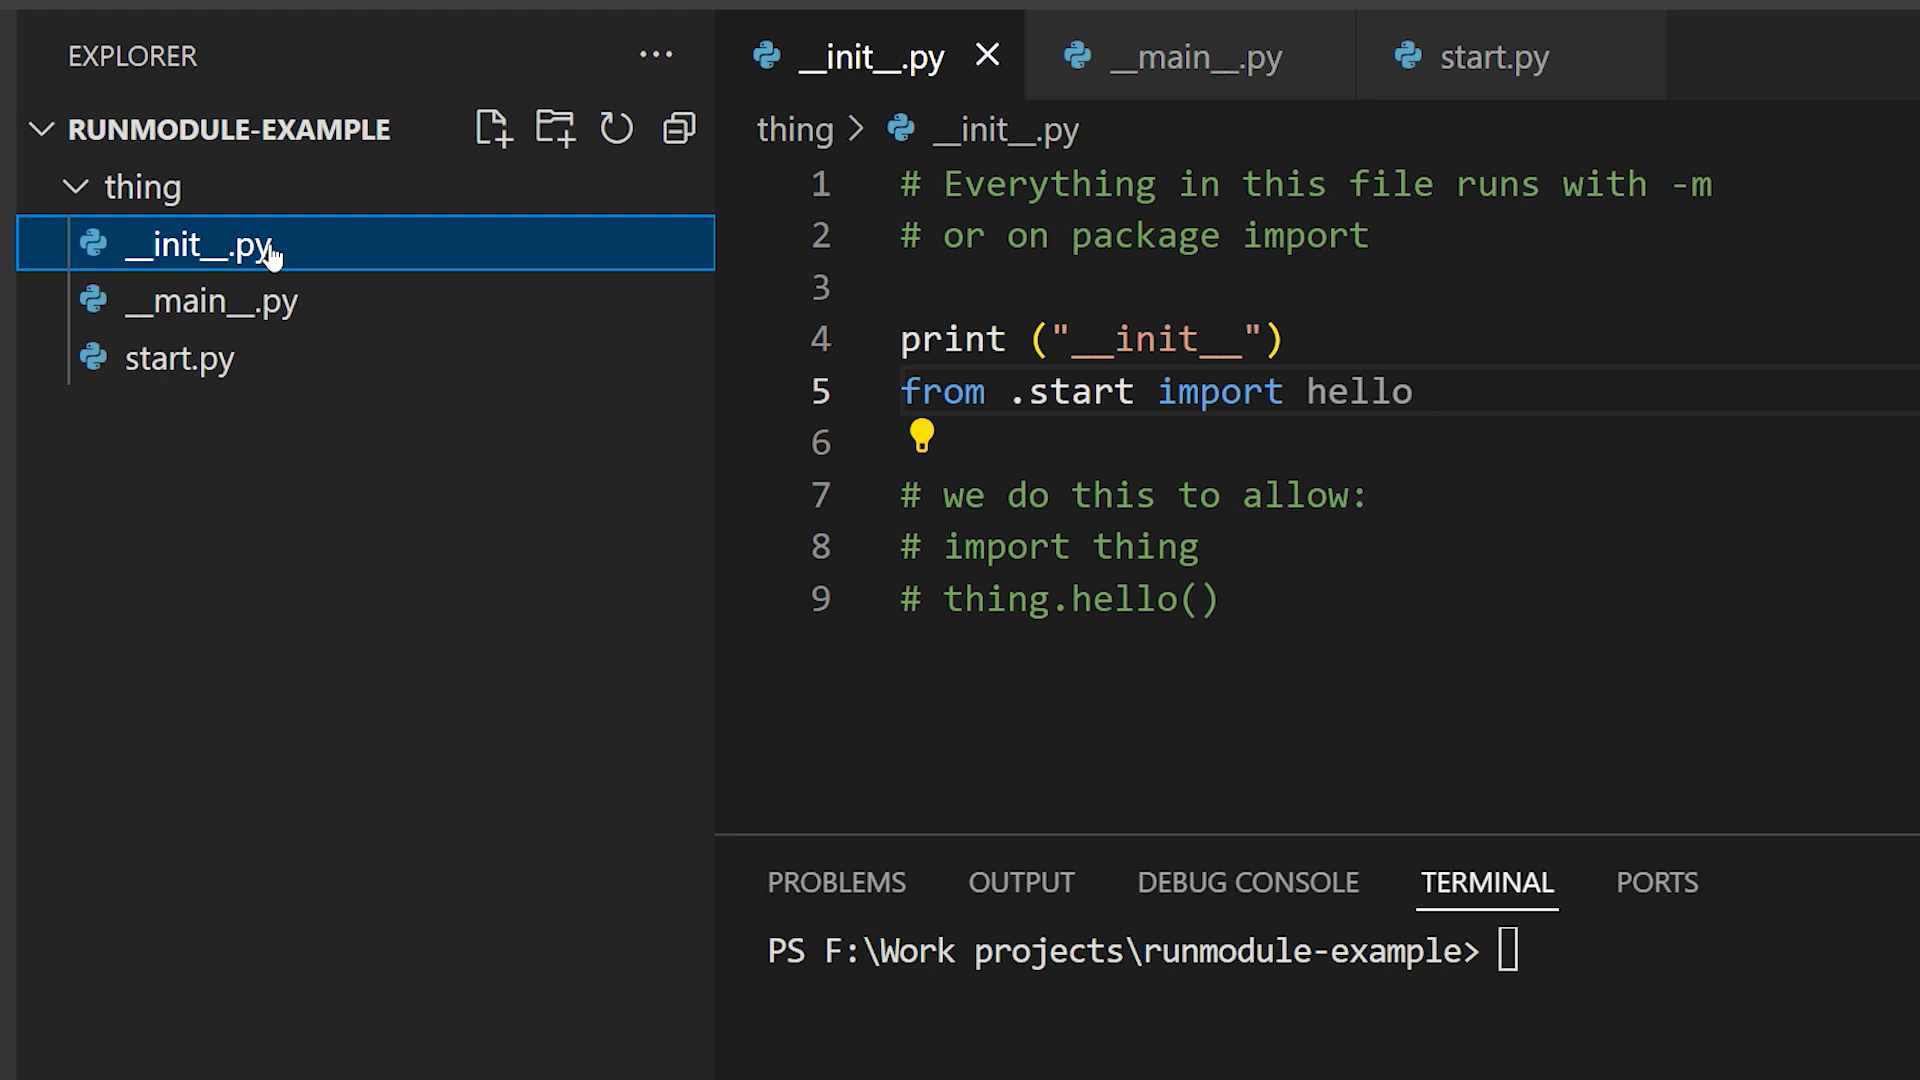 EXPLORER
RUNMODULE-EXAMPLE
thing
__init__.py
__main__.py
start.py
__init__.py
__main__.py
start.py
thing > __init__.py
1 # Everything in this file runs with -m
2 # or on package import
3
4 print ("__init__")
5 from .start import hello
6
7 # we do this to allow:
8 # import thing
9 # thing.hello()
PROBLEMS OUTPUT DEBUG CONSOLE TERMINAL PORTS
PS F:\Work projects\runmodule-example>